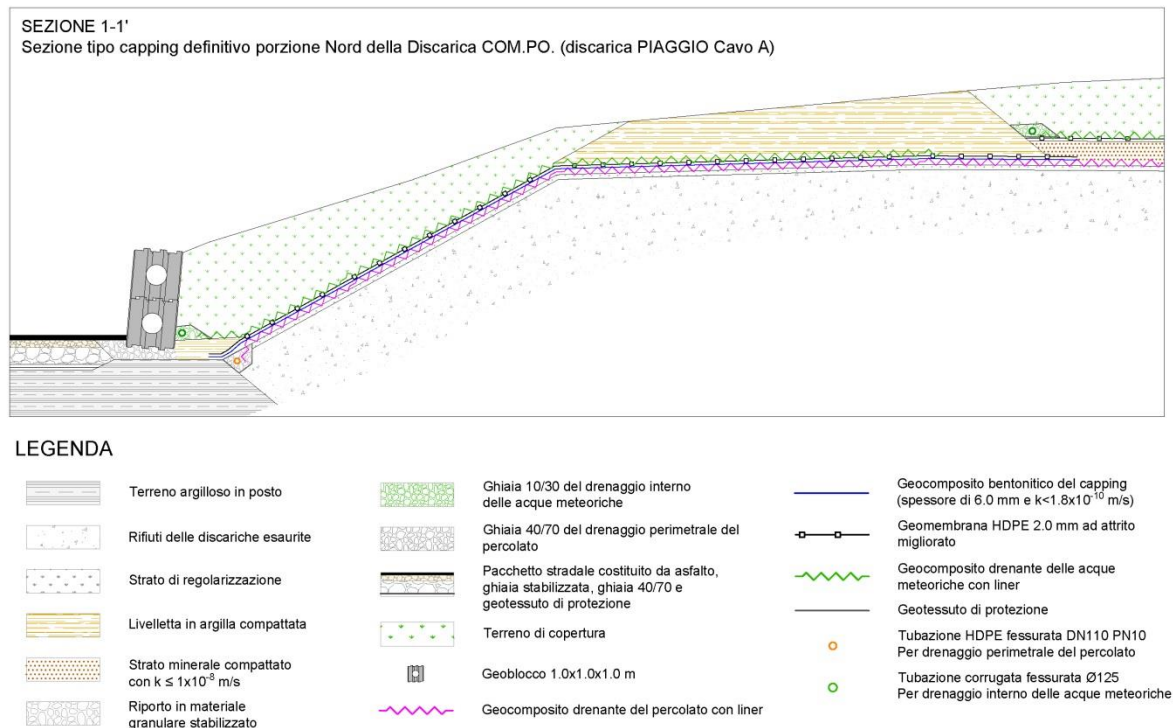 SEZIONE 1-1'
Sezione tipo capping definitivo porzione Nord della Discarica COM.PO. (discarica PIAGGIO Cavo A)
LEGENDA
Terreno argilloso in posto
Rifiuti delle discariche esaurite
Strato di regolarizzazione
Livelletta in argilla compattata
Strato minerale compattato
con k ≤ 1x10⁻⁸ m/s
Riporto in materiale
granulare stabilizzato
Ghiaia 10/30 del drenaggio interno
delle acque meteoriche
Ghiaia 40/70 del drenaggio perimetrale del
percolato
Pacchetto stradale costituito da asfalto,
ghiaia stabilizzata, ghiaia 40/70 e
geotessuto di protezione
Terreno di copertura
Geoblocco 1.0x1.0x1.0 m
Geocomposito drenante del percolato con liner
Geocomposito bentonitico del capping
(spessore di 6.0 mm e k<1.8x10⁻¹⁰ m/s)
Geomembrana HDPE 2.0 mm ad attrito
migliorato
Geocomposito drenante delle acque
meteoriche con liner
Geotessuto di protezione
Tubazione HDPE fessurata DN110 PN10
Per drenaggio perimetrale del percolato
Tubazione corrugata fessurata Ø125
Per drenaggio interno delle acque meteoriche